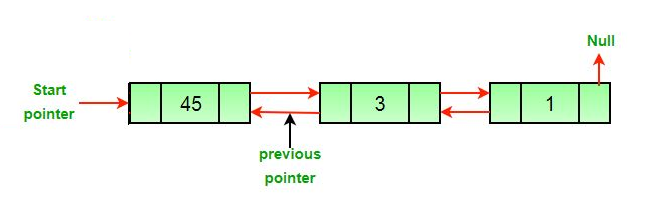 Null
Start
pointer
45
3
1
previous
pointer